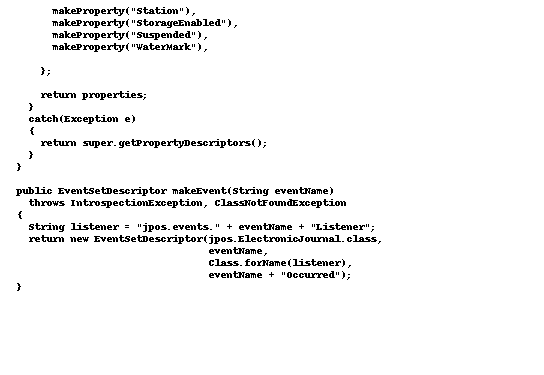 makeProperty("Station"),
      makeProperty("StorageEnabled"),
      makeProperty("Suspended"),
      makeProperty("WaterMark"),

    };

    return properties;
  }
  catch(Exception e)
  {
    return super.getPropertyDescriptors();
  }
}

public EventSetDescriptor makeEvent(String eventName)
  throws IntrospectionException, ClassNotFoundException
{
  String listener = "jpos.events." + eventName + "Listener";
  return new EventSetDescriptor(jpos.ElectronicJournal.class,
                                eventName,
                                Class.forName(listener),
                                eventName + "Occurred");
}